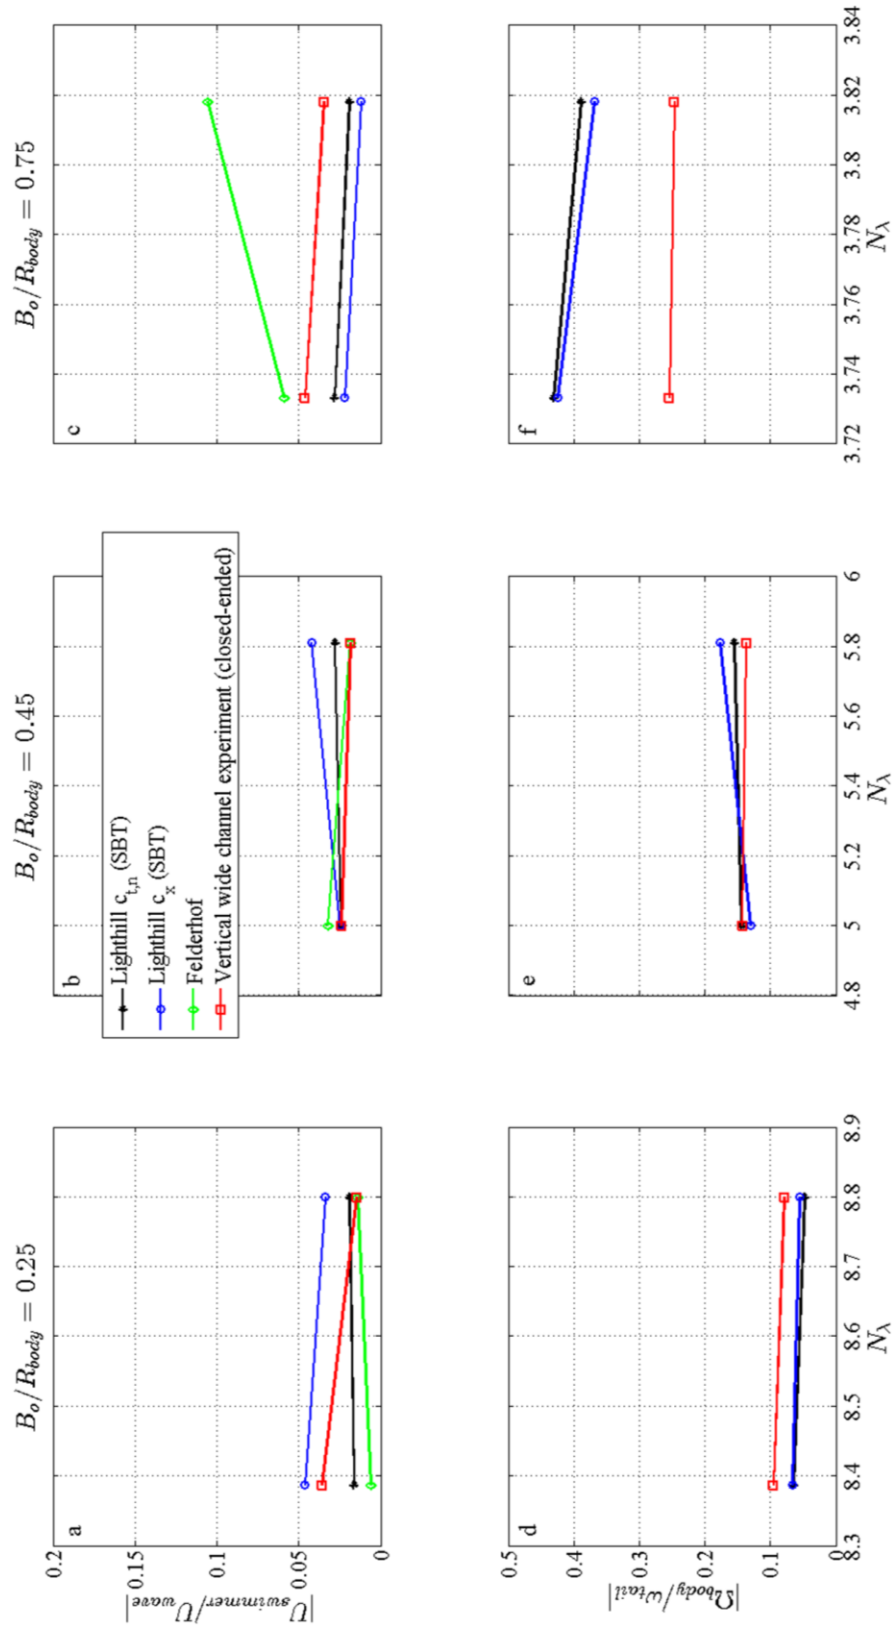 B_o/R_body = 0.25
B_o/R_body = 0.45
B_o/R_body = 0.75
|U_swimmer/U_wave|
0.2
0.15
0.1
0.05
0
a
b
c
Lighthill c_t,n (SBT)
Lighthill c_x (SBT)
Felderhof
Vertical wide channel experiment (closed-ended)
|Ω_body/ω_tail|
0.5
0.4
0.3
0.2
0.1
0
d
e
f
8.3 8.4 8.5 8.6 8.7 8.8 8.9
N_λ
4.8 5 5.2 5.4 5.6 5.8 6
N_λ
3.72 3.74 3.76 3.78 3.8 3.82 3.84
N_λ